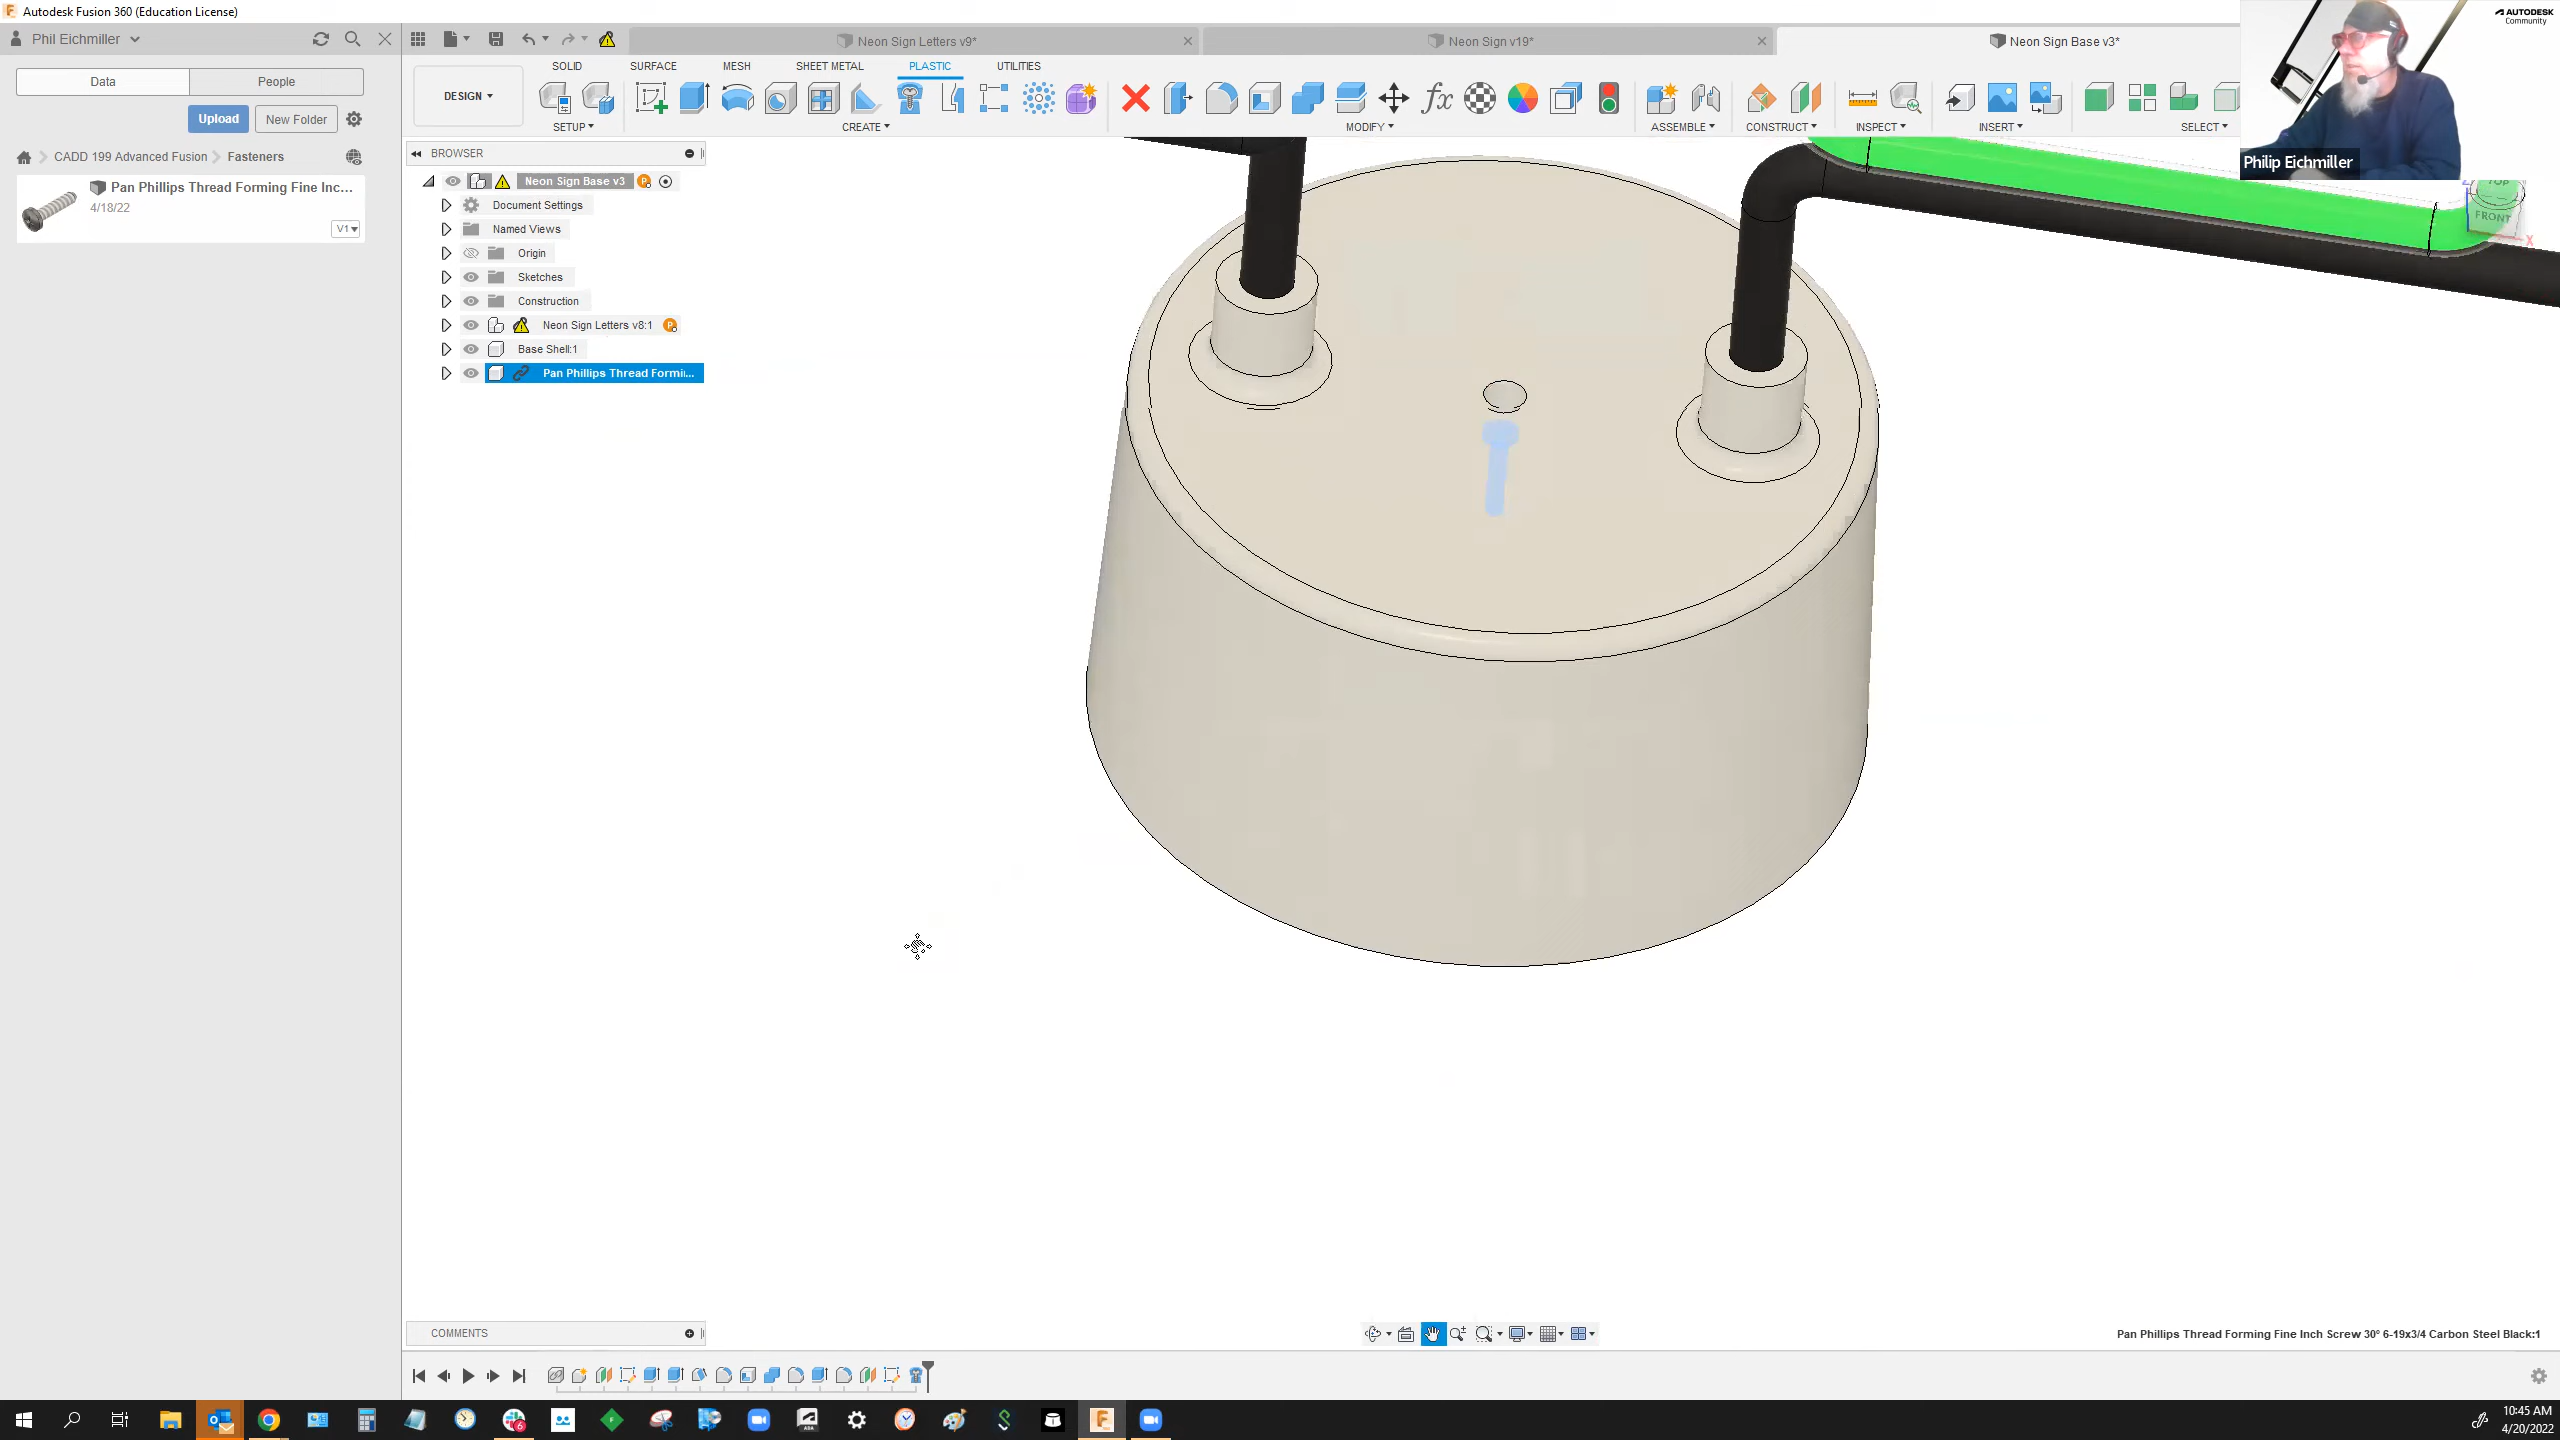 Autodesk Fusion 360 (Education License)
Phil Eichmiller
Neon Sign Letters v9*
Neon Sign v19*
Neon Sign Base v3*
AUTODESK
Community
Philip Eichmiller
Data
People
Upload
New Folder
CADD 199 Advanced Fusion
Fasteners
Pan Phillips Thread Forming Fine Inc...
4/18/22
V1
DESIGN
SOLID
SURFACE
MESH
SHEET METAL
PLASTIC
UTILITIES
SETUP
CREATE
MODIFY
ASSEMBLE
CONSTRUCT
INSPECT
INSERT
SELECT
BROWSER
Neon Sign Base v3
Document Settings
Named Views
Origin
Sketches
Construction
Neon Sign Letters v8:1
Base Shell:1
Pan Phillips Thread Formi...
TOP
FRONT
X
COMMENTS
Pan Phillips Thread Forming Fine Inch Screw 30° 6-19x3/4 Carbon Steel Black:1
10:45 AM
4/20/2022